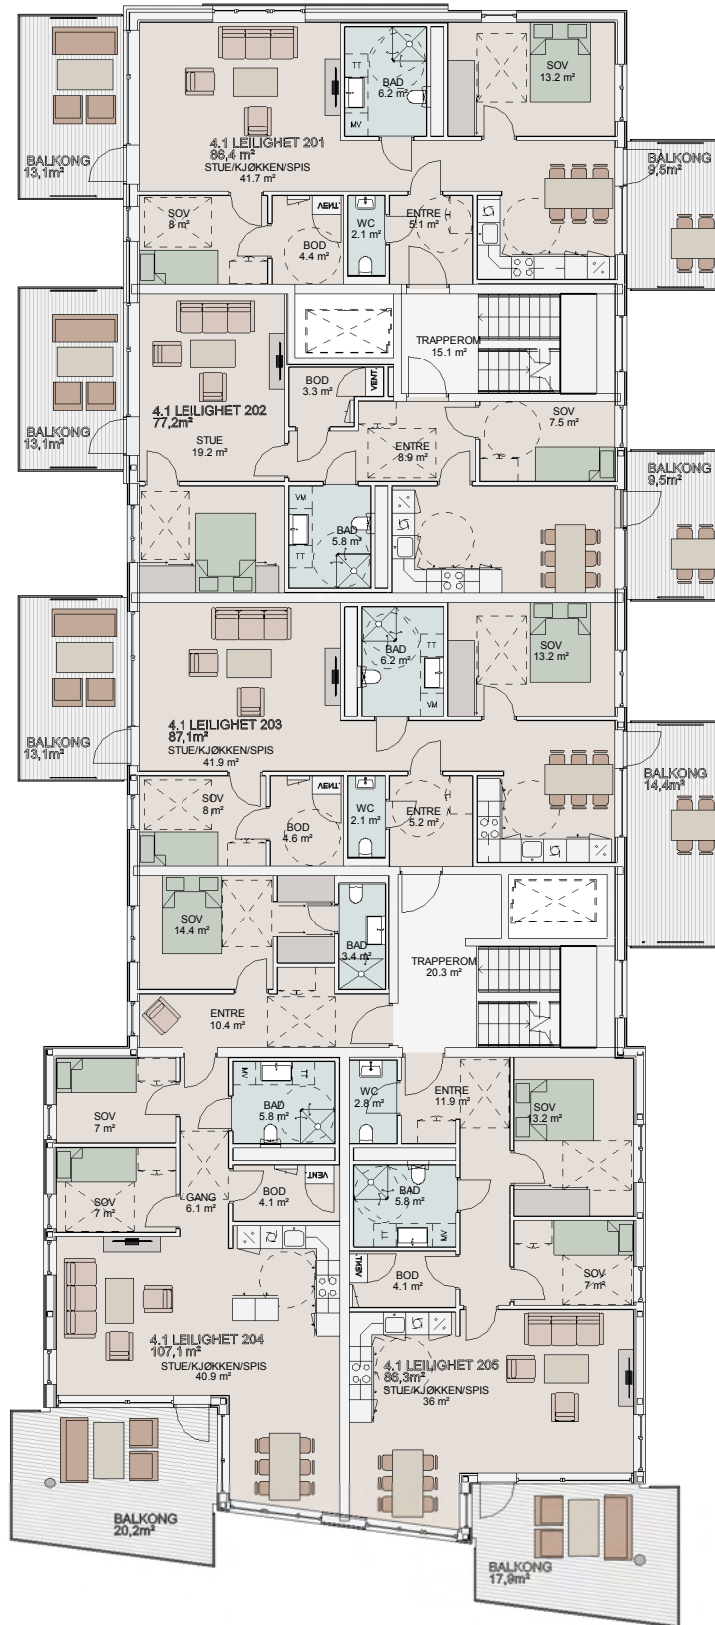 TT
BAD
6.2 m²
MV
SOV
13.2 m²
4.1 LEILIGHET 201
86,4 m²
STUE/KJØKKEN/SPIS
41.7 m²
BALKONG
13,1m²
BALKONG
9,5m²
SOV
8 m²
VENT.
BOD
4.4 m²
WC
2.1 m²
ENTRE
5.1 m²
TRAPPEROM
15.1 m²
BOD
3.3 m²
VENT.
4.1 LEILIGHET 202
77,2m²
STUE
19.2 m²
BALKONG
13,1m²
SOV
7.5 m²
ENTRE
8.9 m²
BALKONG
9,5m²
VM
BAD
5.8 m²
TT
4.1 LEILIGHET 203
87,1m²
STUE/KJØKKEN/SPIS
41.9 m²
BAD
6.2 m²
TT
VM
SOV
13.2 m²
BALKONG
13,1m²
BALKONG
14,4m²
SOV
8 m²
VENT.
BOD
4.6 m²
WC
2.1 m²
ENTRE
5.2 m²
SOV
14.4 m²
BAD
3.4 m²
TRAPPEROM
20.3 m²
ENTRE
10.4 m²
SOV
7 m²
MV
TT
BAD
5.8 m²
WC
2.8 m²
ENTRE
11.9 m²
SOV
13.2 m²
SOV
7 m²
GANG
6.1 m²
BOD
4.1 m²
VENT.
BAD
5.8 m²
TT
MV
VENT.
BOD
4.1 m²
SOV
7 m²
4.1 LEILIGHET 204
107,1 m²
STUE/KJØKKEN/SPIS
40.9 m²
4.1 LEILIGHET 205
86,3m²
STUE/KJØKKEN/SPIS
36 m²
BALKONG
20,2m²
BALKONG
17,9m²